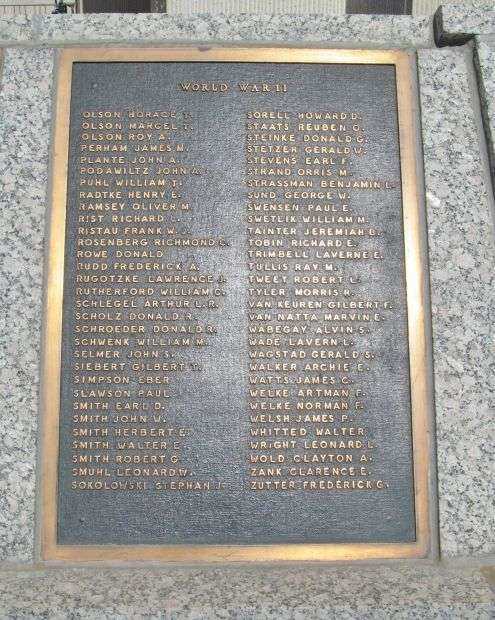 WORLD WAR II
OLSON HORACE T.
OLSON MARCEL T.
OLSON ROY A.
PERHAM JAMES M.
PLANTE JOHN A.
PODAWILTZ JOHN A.
PUHL WILLIAM T.
RADTKE HENRY E.
RAMSEY OLIVER M.
RIST RICHARD L.
RISTAU FRANK W. J.
ROSENBERG RICHMOND C.
ROWE DONALD
RUDD FREDERICK A.
RUGOTZKE LAWRENCE J.
RUTHERFORD WILLIAM C.
SCHLEGEL ARTHUR L.R.
SCHOLZ DONALD R.
SCHROEDER DONALD R.
SCHWENK WILLIAM M.
SELMER JOHN S.
SIEBERT GILBERT T.
SIMPSON EBER
SLAWSON PAUL
SMITH EARL D.
SMITH JOHN W.
SMITH HERBERT E.
SMITH WALTER E.
SMITH ROBERT G.
SMUHL LEONARD W.
SOKOLOWSKI STEPHAN J.
SORELL HOWARD D.
STAATS REUBEN O.
STEINKE DONALD G.
STETZER GERALD W.
STEVENS EARL F.
STRAND ORRIS M.
STRASSMAN BENJAMIN L.
SUND GEORGE W.
SWENSEN PAUL E.
SWETLIK WILLIAM M.
TAINTER JEREMIAH B.
TOBIN RICHARD E.
TRIMBELL LAVERNE E.
TULLIS RAY M.
TWEET ROBERT L.
TYLER MORRIS R.
VAN KEUREN GILBERT F.
VAN NATTA MARVIN E.
WABEGAY ALVIN S.
WADE LAVERN L.
WAGSTAD GERALD S.
WALKER ARCHIE E.
WATTS JAMES C.
WELKE ARTMAN F.
WELKE NORMAN F.
WELSH JAMES P.
WHITTED WALTER
WRIGHT LEONARD L.
WOLD CLAYTON A.
ZANK CLARENCE E.
ZUTTER FREDERICK G.